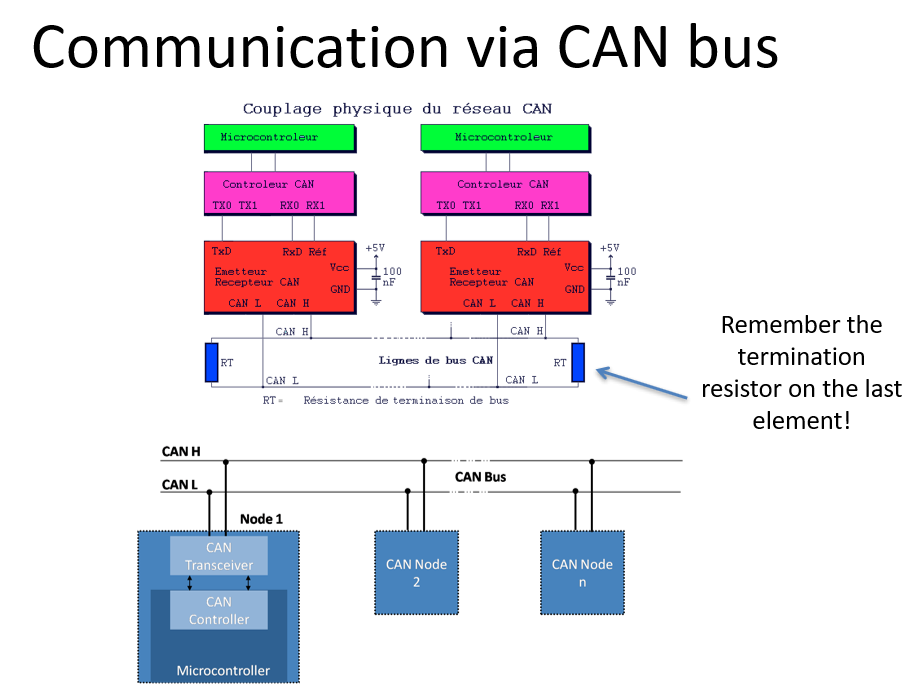 Communication via CAN bus
Couplage physique du réseau CAN
Microcontroleur
Microcontroleur
Controleur CAN
TX0 TX1 RX0 RX1
Controleur CAN
TX0 TX1 RX0 RX1
TxD RxD Réf
Emetteur
Recepteur CAN
Vcc
GND
CAN L CAN H
+5V
100
nF
TxD RxD Réf
Emetteur
Recepteur CAN
Vcc
GND
CAN L CAN H
+5V
100
nF
CAN H
CAN H
RT
Lignes de bus CAN
RT
CAN L
CAN L
RT= Résistance de terminaison de bus
Remember the
termination
resistor on the last
element!
CAN H
CAN L
CAN Bus
Node 1
CAN
Transceiver
CAN
Controller
Microcontroller
CAN Node
2
CAN Node
n